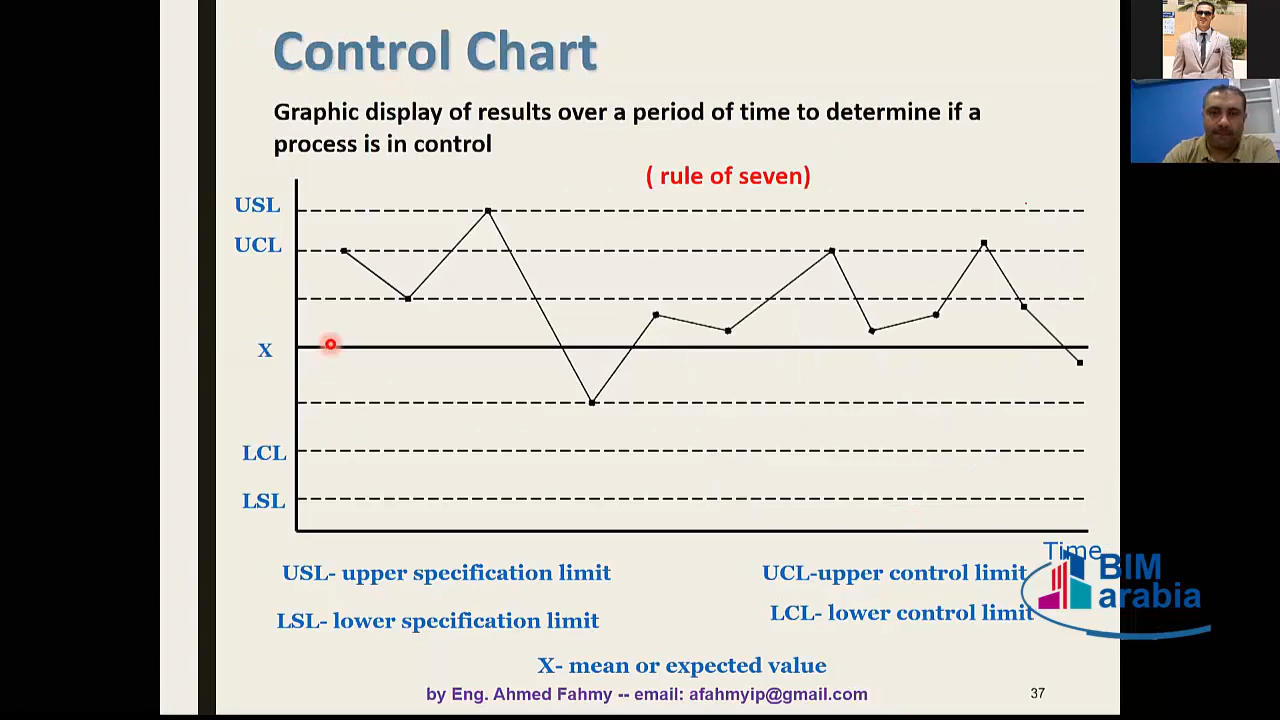 Control Chart
Graphic display of results over a period of time to determine if a
process is in control
( rule of seven)
USL
UCL
X
LCL
LSL
Time
USL- upper specification limit
UCL-upper control limit
LSL- lower specification limit
LCL- lower control limit
X- mean or expected value
BIM
arabia
by Eng. Ahmed Fahmy -- email: afahmyip@gmail.com
37